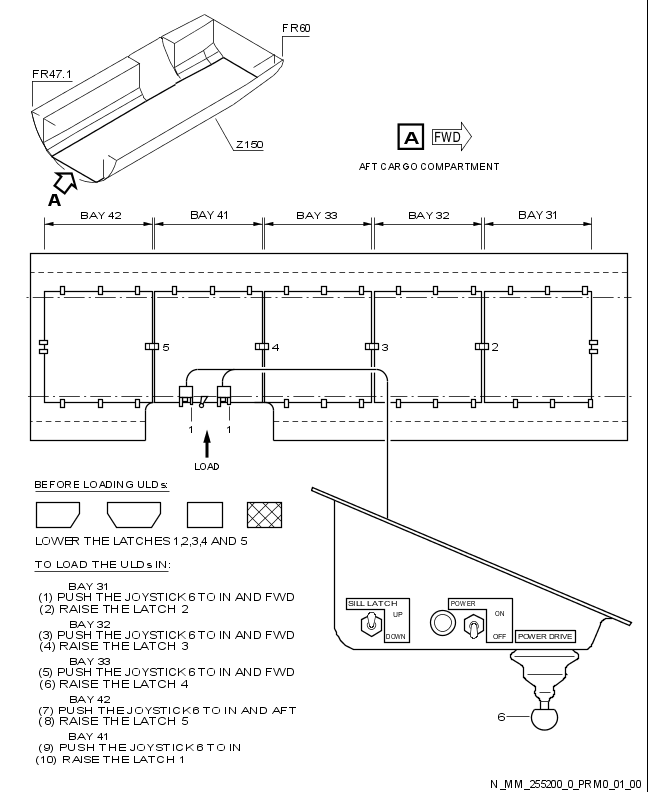 FR60
FR47.1
Z150
A
A
FWD
AFT CARGO COMPARTMENT
BAY 42
BAY 41
BAY 33
BAY 32
BAY 31
5
4
3
2
1
1
LOAD
BEFORE LOADING ULDs:
LOWER THE LATCHES 1,2,3,4 AND 5
TO LOAD THE ULDs IN:
BAY 31
(1) PUSH THE JOYSTICK 6 TO IN AND FWD
(2) RAISE THE LATCH 2
BAY 32
(3) PUSH THE JOYSTICK 6 TO IN AND FWD
(4) RAISE THE LATCH 3
BAY 33
(5) PUSH THE JOYSTICK 6 TO IN AND FWD
(6) RAISE THE LATCH 4
BAY 42
(7) PUSH THE JOYSTICK 6 TO IN AND AFT
(8) RAISE THE LATCH 5
BAY 41
(9) PUSH THE JOYSTICK 6 TO IN
(10) RAISE THE LATCH 1
SILL LATCH
UP
DOWN
POWER
ON
OFF
POWER DRIVE
6
N_MM_255200_0_PRM0_01_00